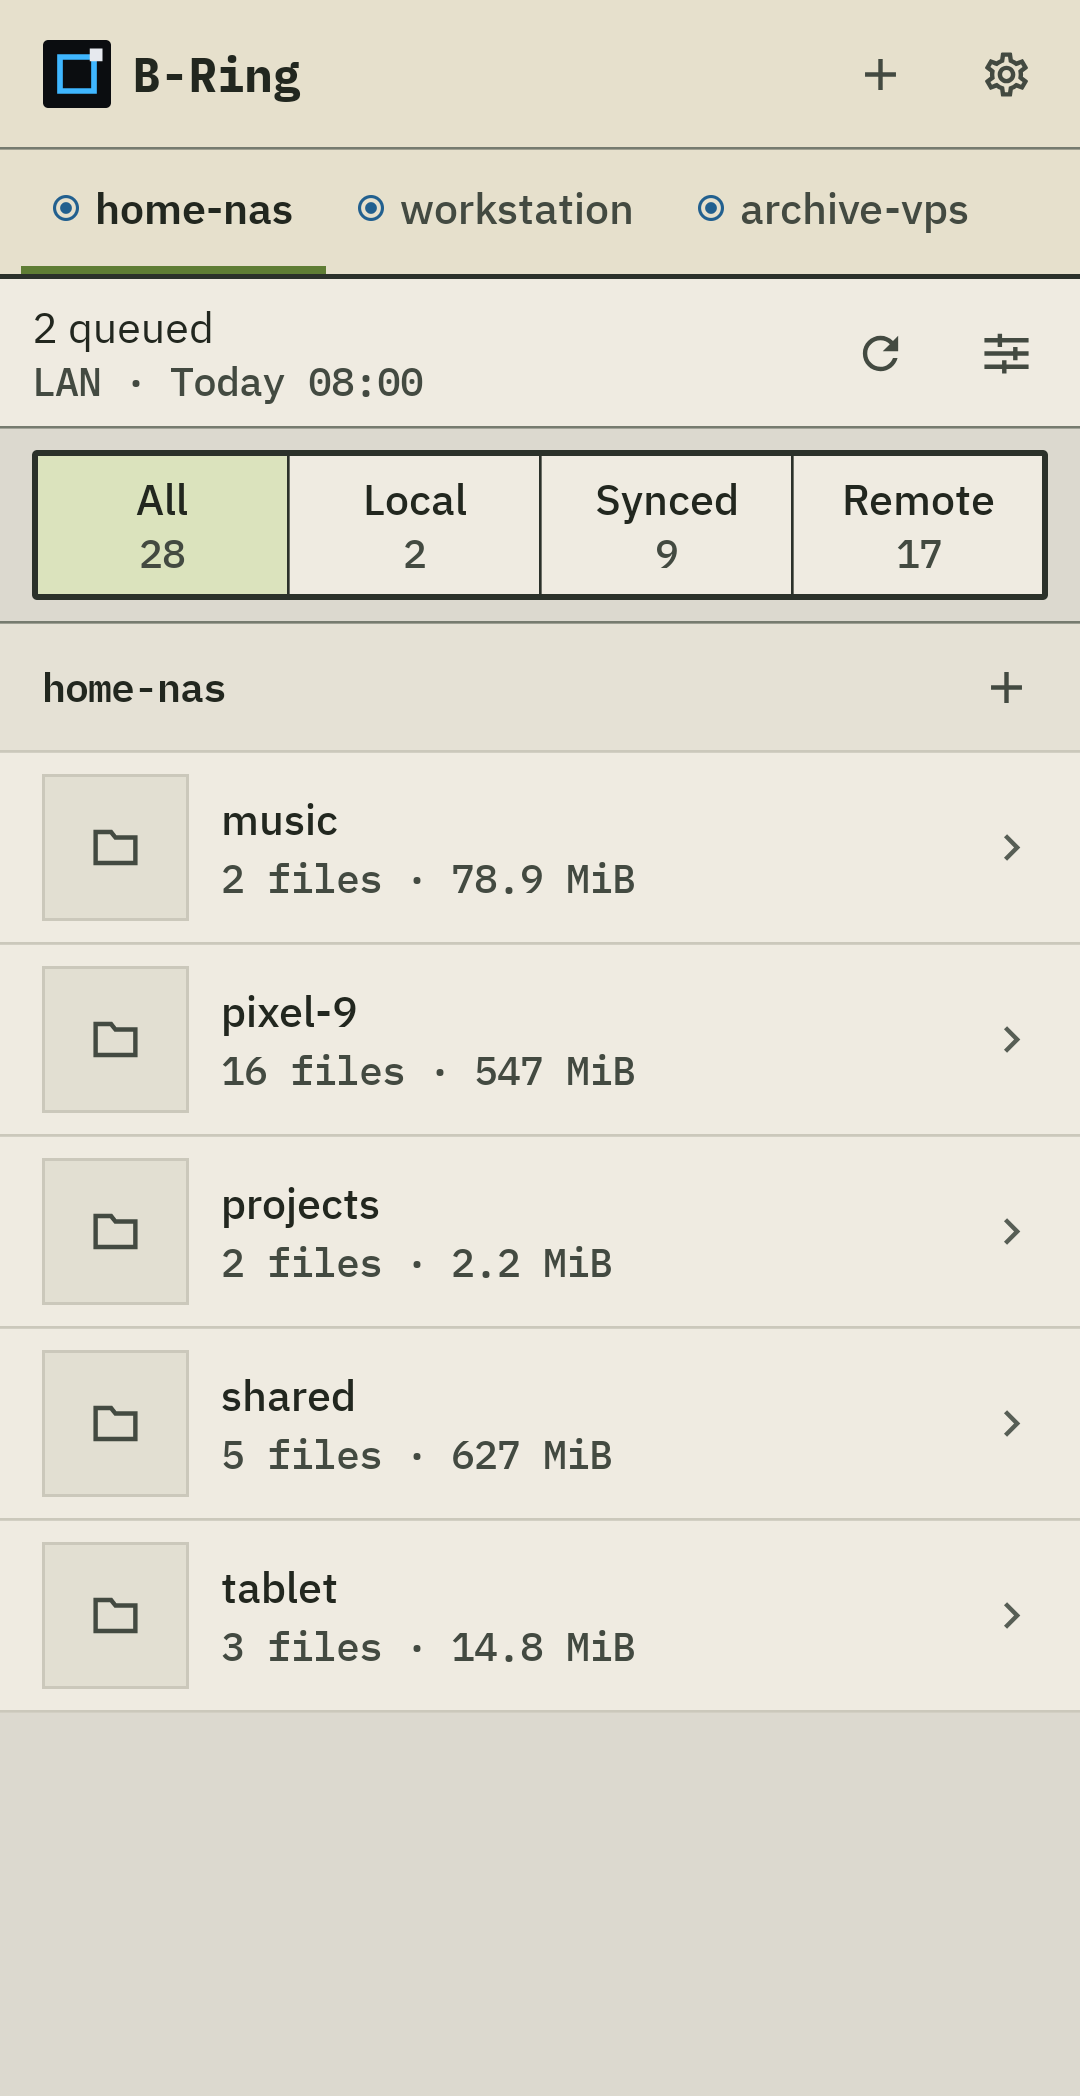 B-Ring
home-nas workstation archive-vps
2 queued
LAN · Today 08:00
All Local Synced Remote
28 2 9 17
home-nas
music
2 files · 78.9 MiB
pixel-9
16 files · 547 MiB
projects
2 files · 2.2 MiB
shared
5 files · 627 MiB
tablet
3 files · 14.8 MiB